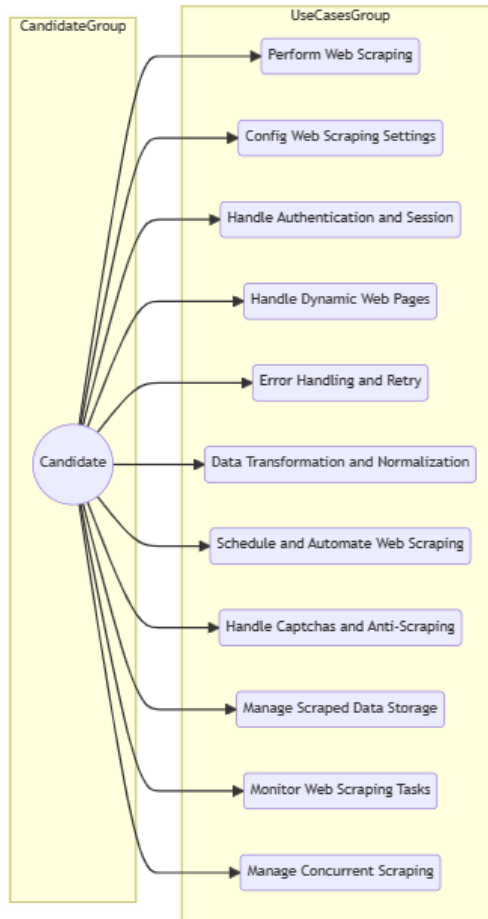 CandidateGroup
UseCasesGroup
Perform Web Scraping
Config Web Scraping Settings
Handle Authentication and Session
Handle Dynamic Web Pages
Error Handling and Retry
Candidate
Data Transformation and Normalization
Schedule and Automate Web Scraping
Handle Captchas and Anti-Scraping
Manage Scraped Data Storage
Monitor Web Scraping Tasks
Manage Concurrent Scraping